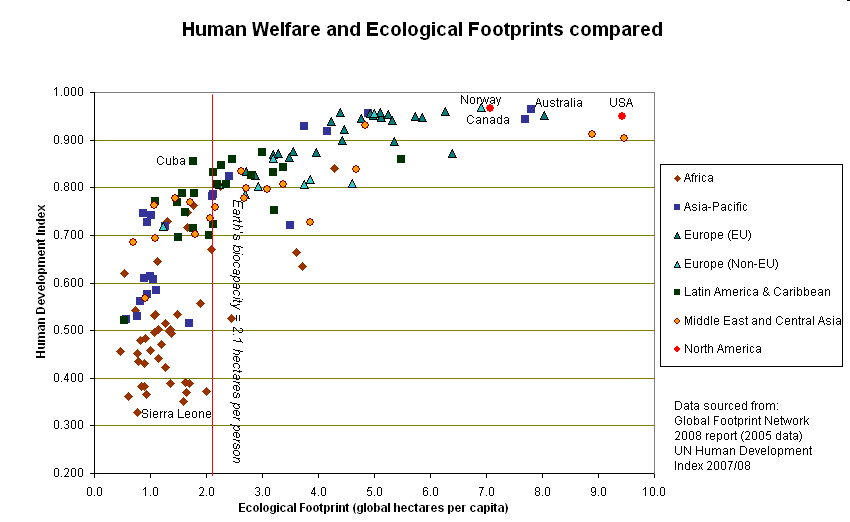 Human Welfare and Ecological Footprints compared
Human Development Index
1.000
0.900
0.800
0.700
0.600
0.500
0.400
0.300
0.200
Norway
Canada
Australia
USA
Cuba
Sierra Leone
Earth's biocapacity = 2.1 hectares per person
0.0
1.0
2.0
3.0
4.0
5.0
6.0
7.0
8.0
9.0
10.0
Ecological Footprint (global hectares per capita)
Africa
Asia-Pacific
Europe (EU)
Europe (Non-EU)
Latin America & Caribbean
Middle East and Central Asia
North America
Data sourced from:
Global Footprint Network
2008 report (2005 data)
UN Human Development
Index 2007/08